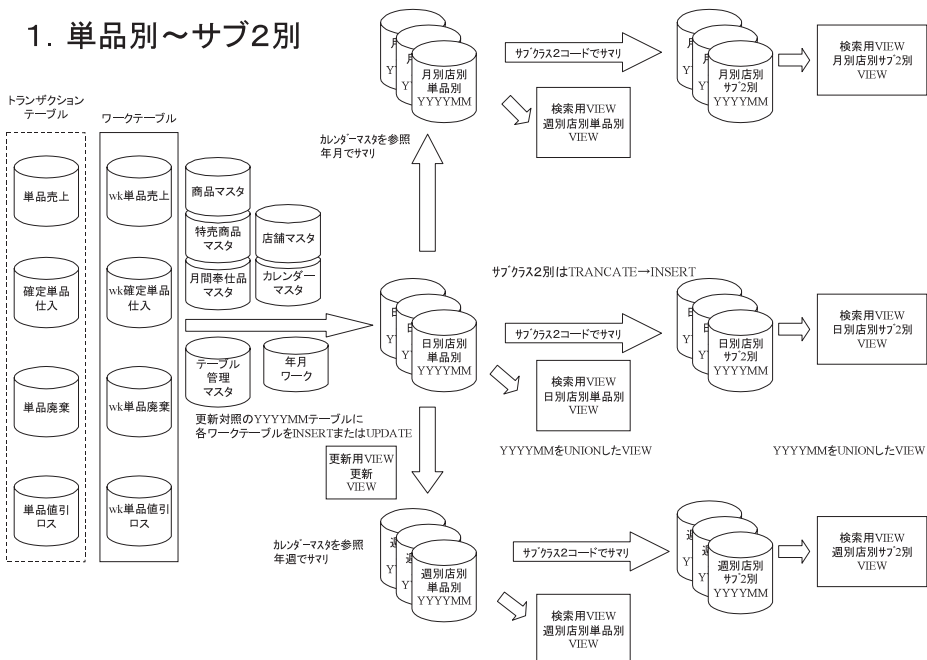 1. 単品別～サブ2別
トランザクション
テーブル
ワークテーブル
単品売上
確定単品
仕入
単品廃棄
単品値引
ロス
wk単品売上
wk確定単品
仕入
wk単品廃棄
wk単品値引
ロス
商品マスタ
特売商品
マスタ
店舗マスタ
月間奉仕品
マスタ
カレンダー
マスタ
テーブル
管理
マスタ
年月
ワーク
更新対照のYYYYMMテーブルに
各ワークテーブルをINSERTまたはUPDATE
カレンダーマスタを参照
年月でサマリ
月別店別
単品別
YYYYMM
サブクラス2コードでサマリ
検索用VIEW
週別店別単品別
VIEW
月別店別
サブ2別
YYYYMM
検索用VIEW
月別店別サブ2別
VIEW
サブクラス2別はTRANCATE→INSERT
日別店別
単品別
YYYYMM
サブクラス2コードでサマリ
検索用VIEW
日別店別単品別
VIEW
YYYYMMをUNIONしたVIEW
日別店別
サブ2別
YYYYMM
検索用VIEW
日別店別サブ2別
VIEW
YYYYMMをUNIONしたVIEW
更新用VIEW
更新
VIEW
カレンダーマスタを参照
年週でサマリ
週別店別
単品別
YYYYMM
サブクラス2コードでサマリ
検索用VIEW
週別店別単品別
VIEW
週別店別
サブ2別
YYYYMM
検索用VIEW
週別店別サブ2別
VIEW